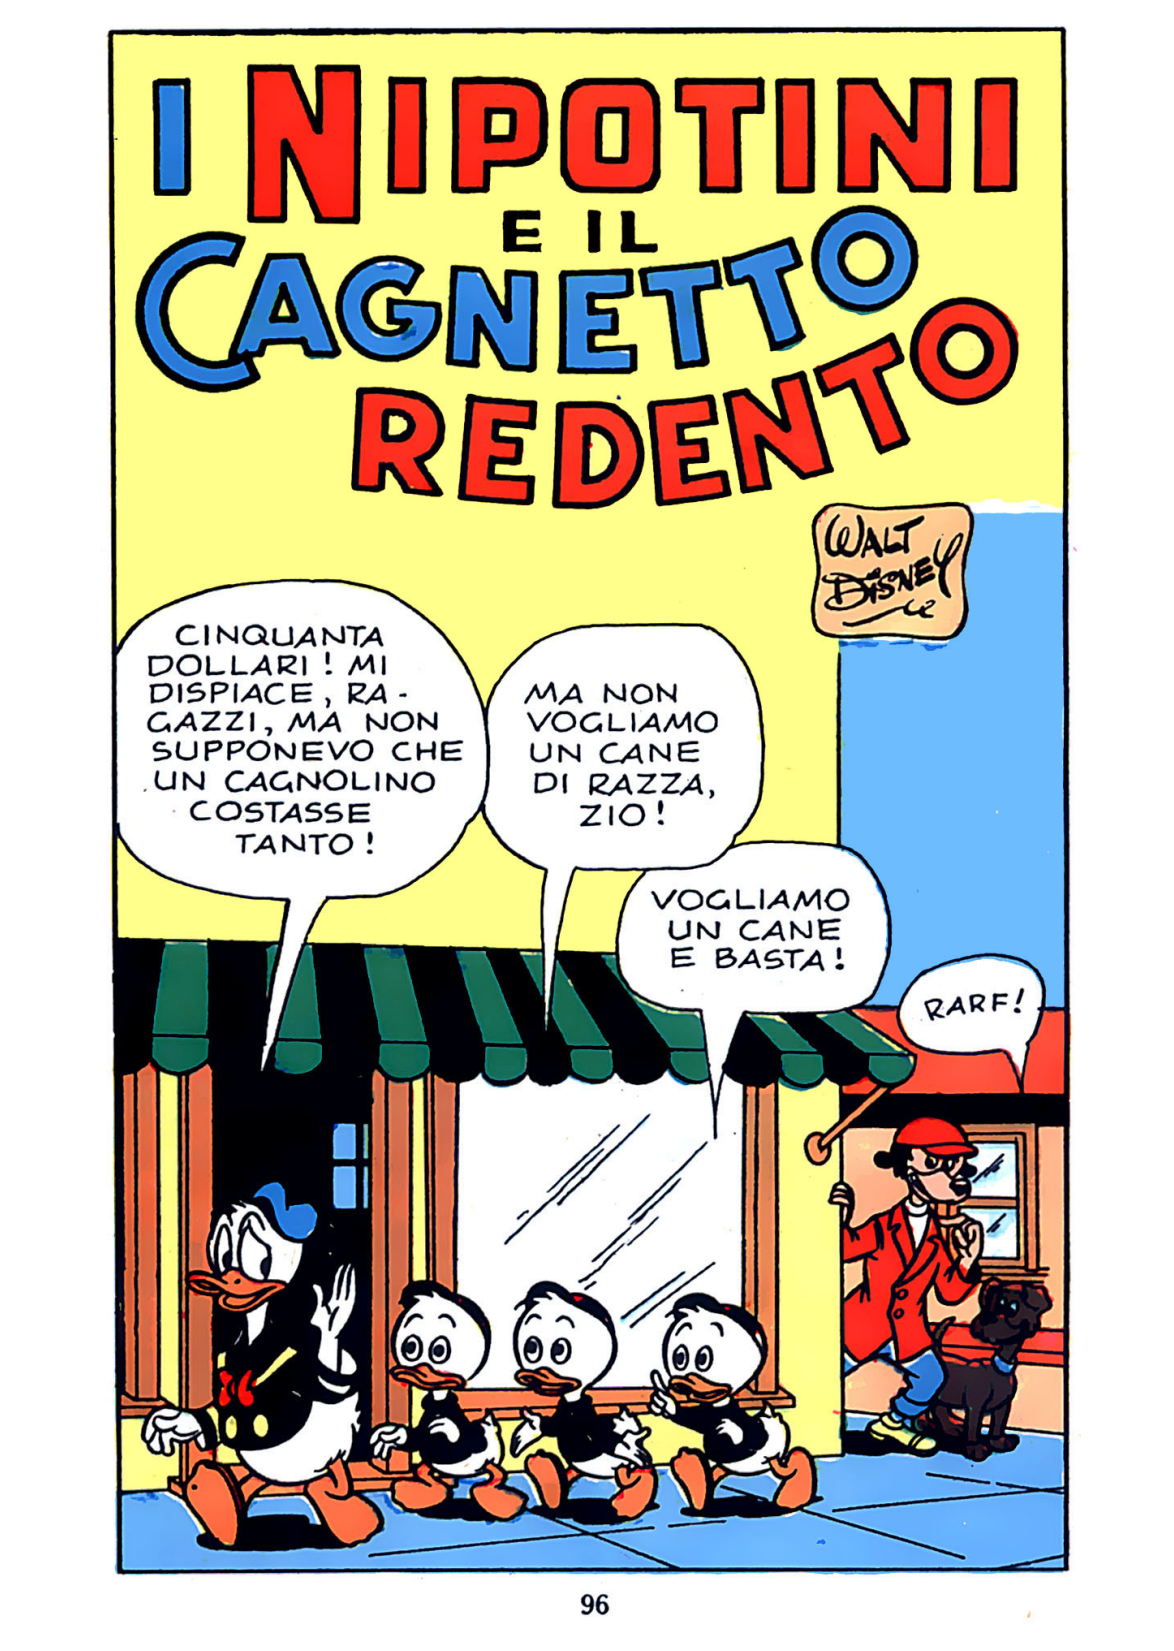 I NIPOTINI
E IL
CAGNETTO
REDENTO
WALT
DISNEY
CINQUANTA
DOLLARI! MI
DISPIACE, RA-
GAZZI, MA NON
SUPPONEVO CHE
UN CAGNOLINO
COSTASSE
TANTO!
MA NON
VOGLIAMO
UN CANE
DI RAZZA,
ZIO!
VOGLIAMO
UN CANE
E BASTA!
RARF!
96